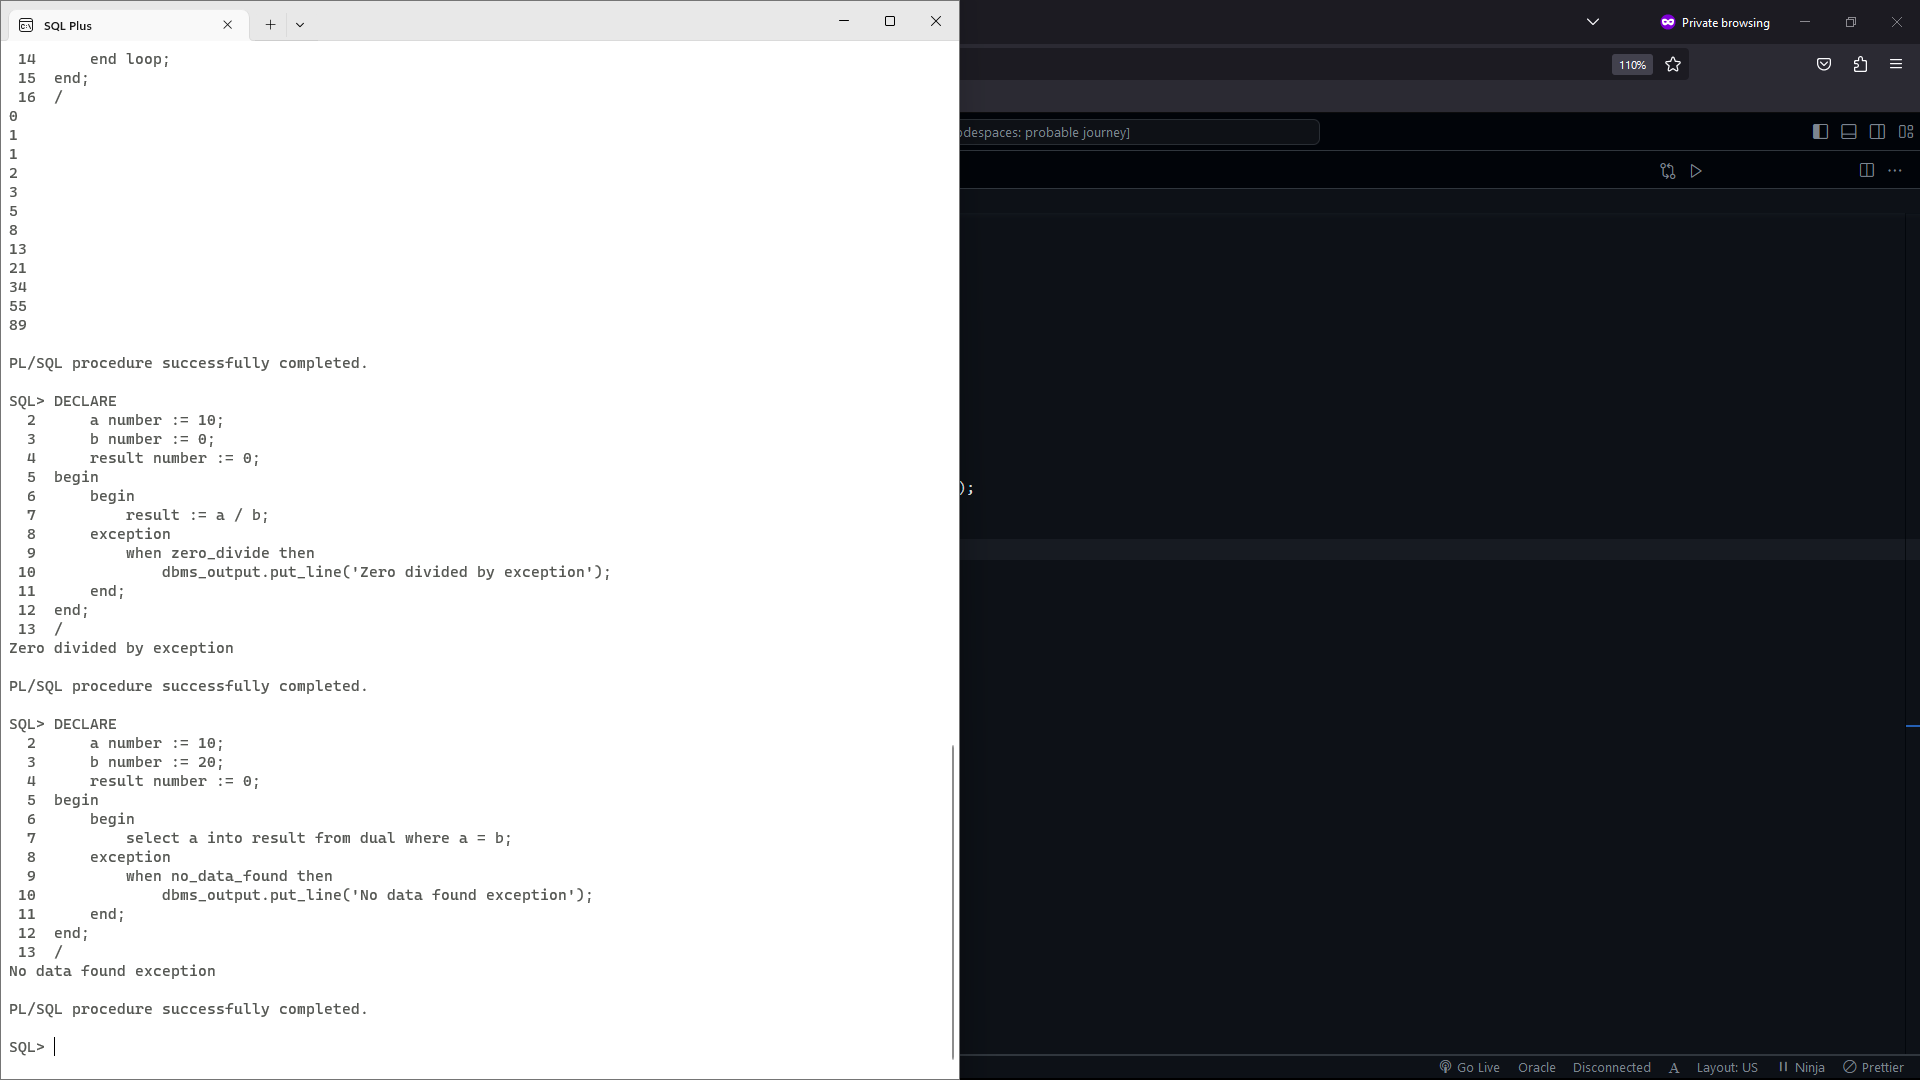 SQL Plus
14      end loop;
15  end;
16  /
0
1
1
2
3
5
8
13
21
34
55
89
PL/SQL procedure successfully completed.
SQL> DECLARE
2      a number := 10;
3      b number := 0;
4      result number := 0;
5  begin
6      begin
7          result := a / b;
8      exception
9          when zero_divide then
10              dbms_output.put_line('Zero divided by exception');
11      end;
12  end;
13  /
Zero divided by exception
PL/SQL procedure successfully completed.
SQL> DECLARE
2      a number := 10;
3      b number := 20;
4      result number := 0;
5  begin
6      begin
7          select a into result from dual where a = b;
8      exception
9          when no_data_found then
10              dbms_output.put_line('No data found exception');
11      end;
12  end;
13  /
No data found exception
PL/SQL procedure successfully completed.
SQL>
Private browsing
110%
odespaces: probable journey]
);
Go Live Oracle Disconnected Layout: US Ninja Prettier